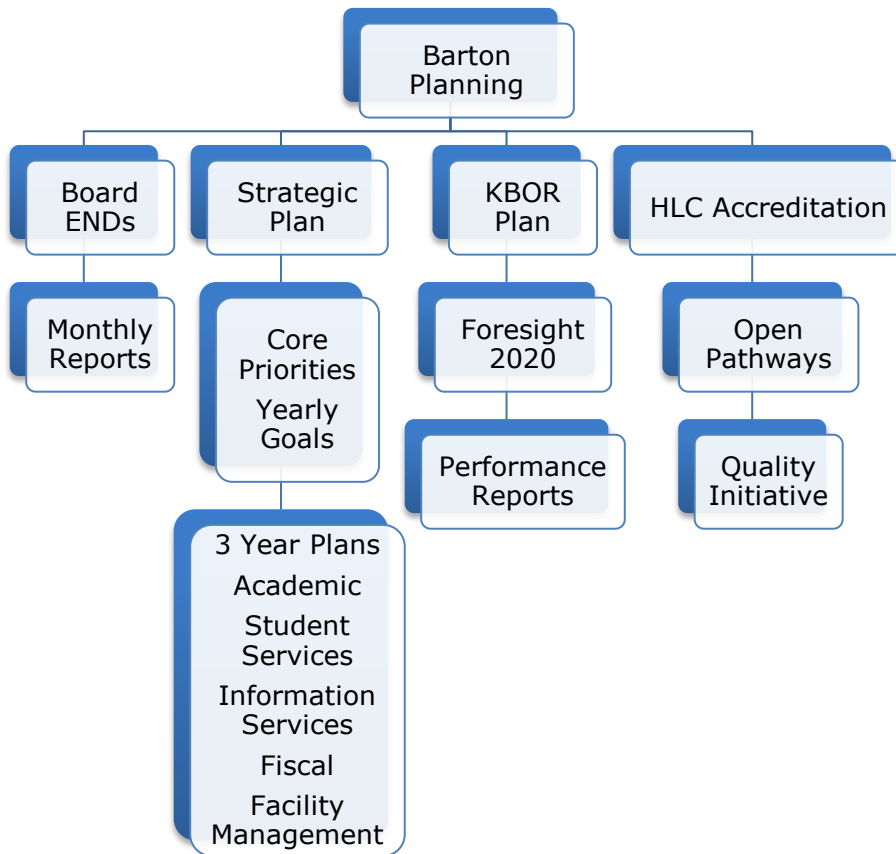 Barton
Planning
Board
ENDs
Strategic
Plan
KBOR
Plan
HLC Accreditation
Monthly
Reports
Core
Priorities
Yearly
Goals
Foresight
2020
Open
Pathways
Performance
Reports
Quality
Initiative
3 Year Plans
Academic
Student
Services
Information
Services
Fiscal
Facility
Management